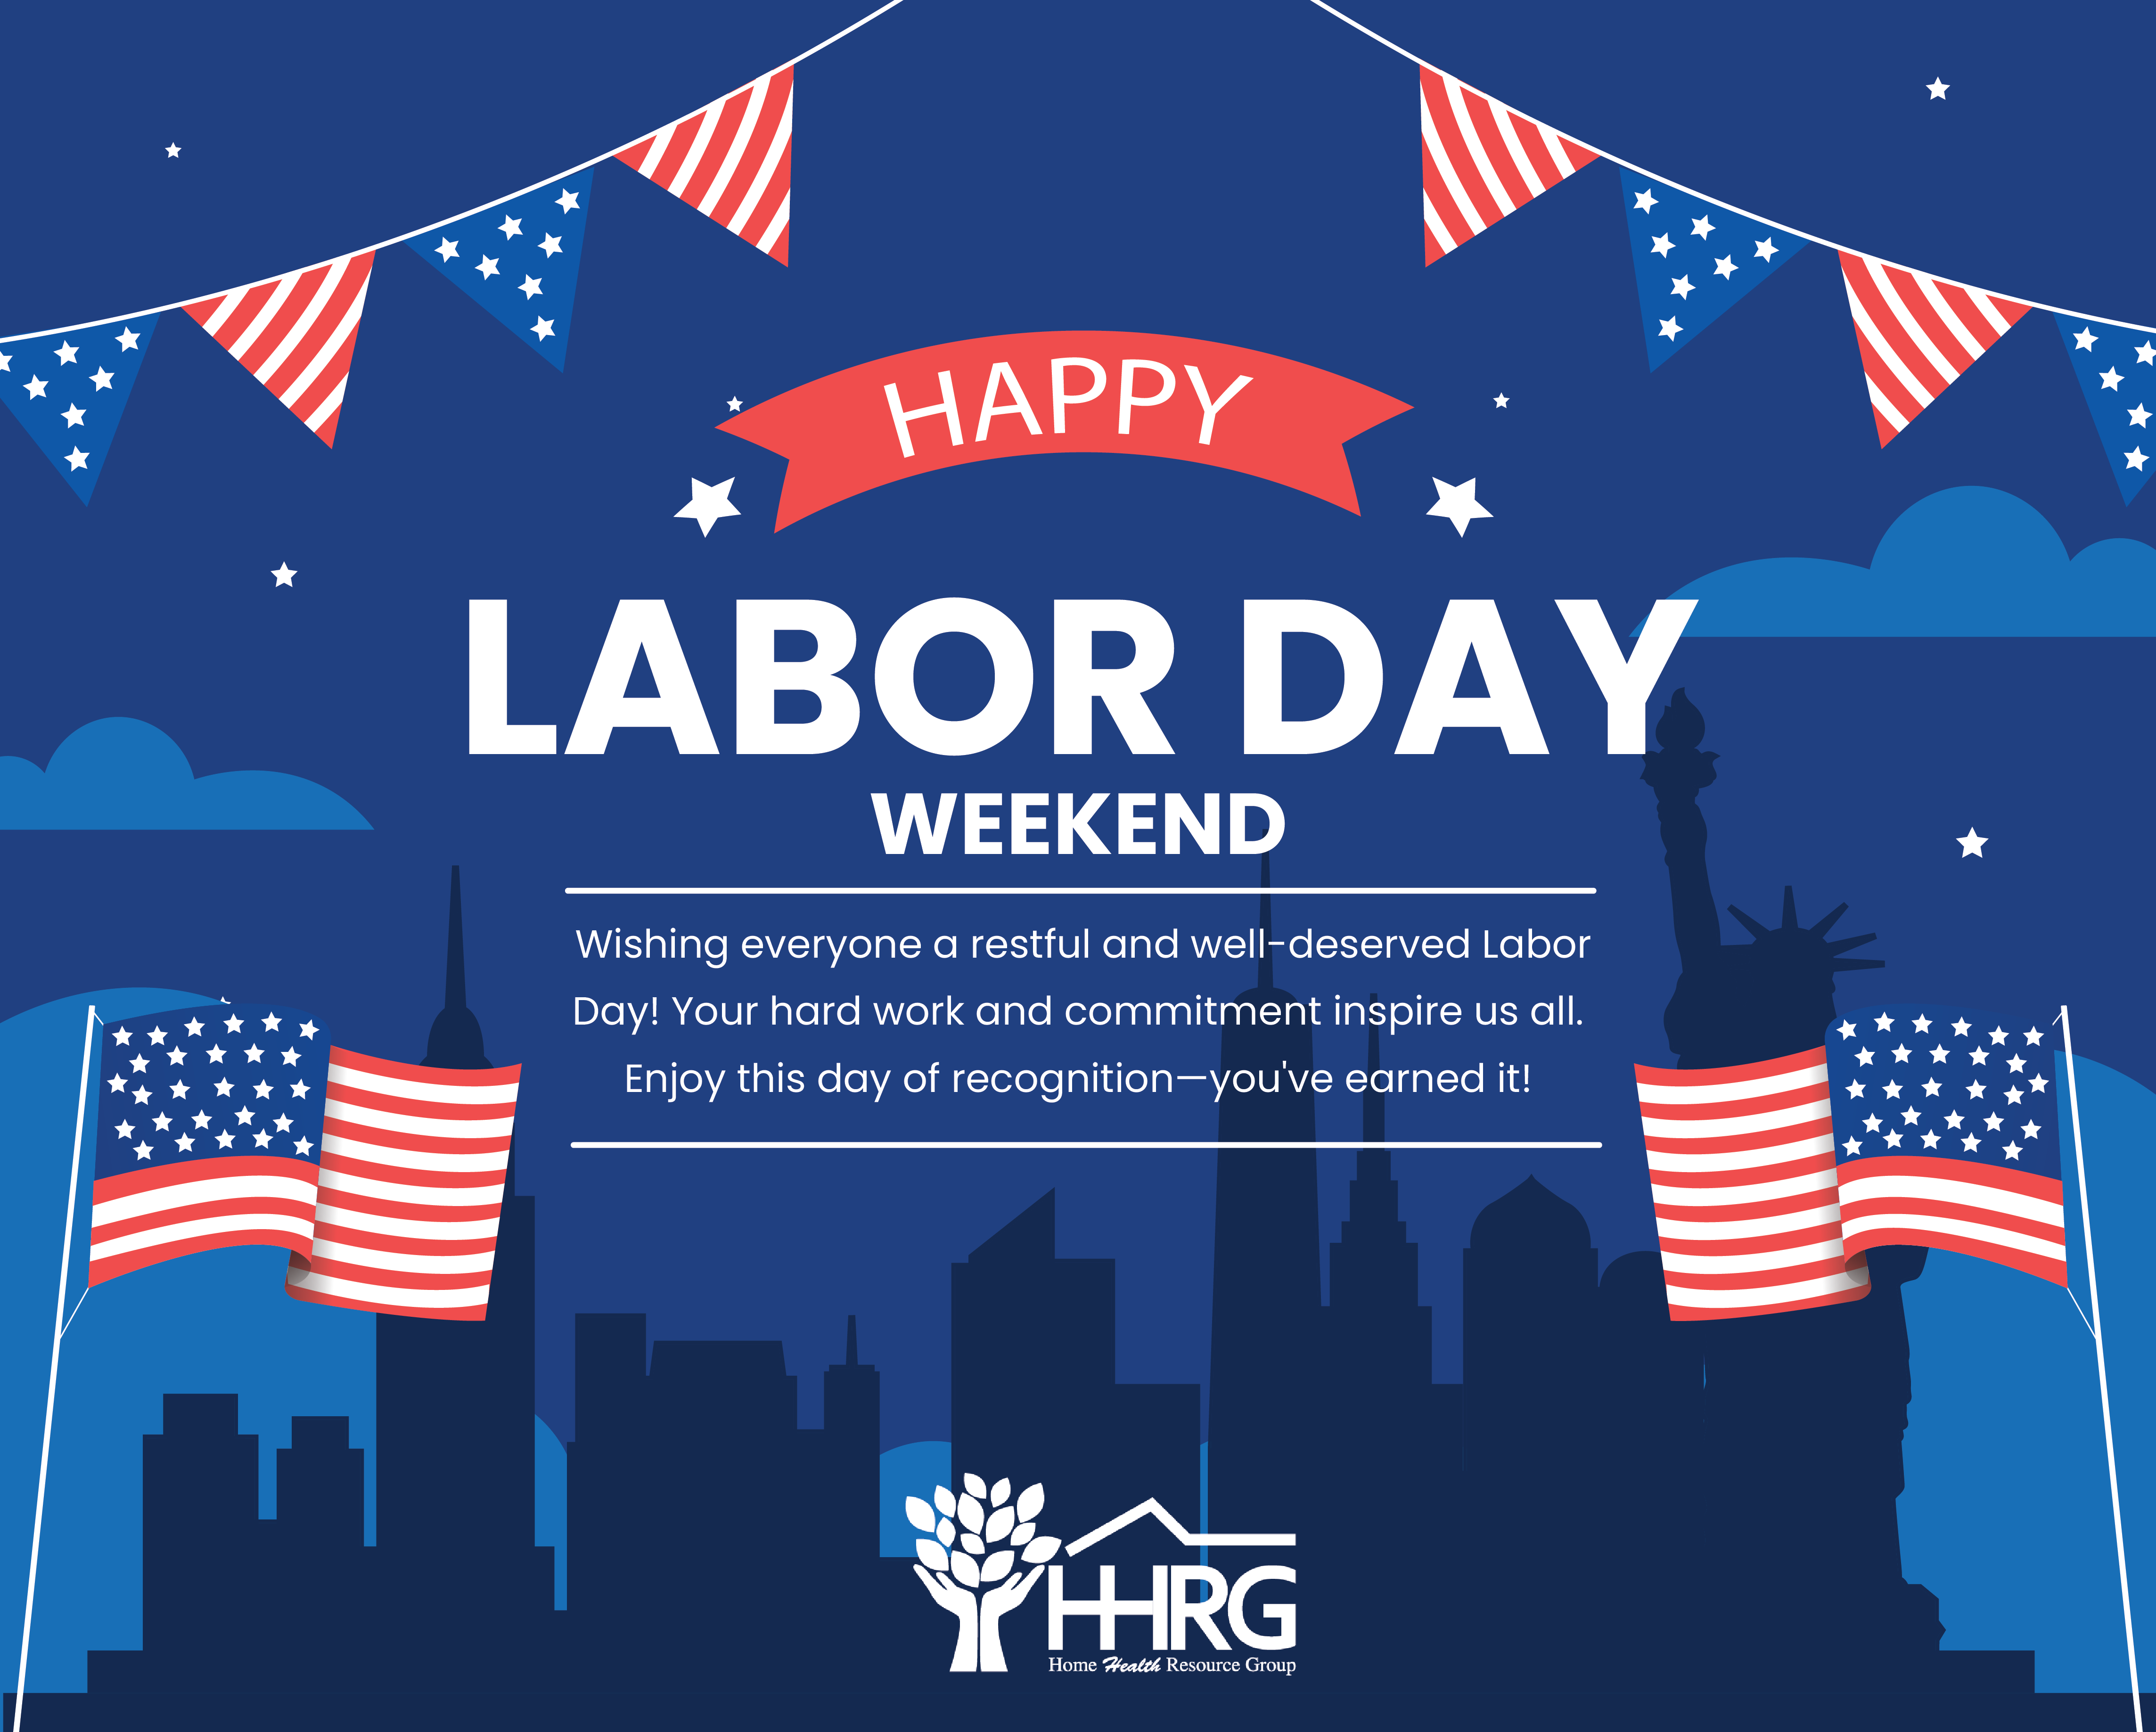 HAPPY
LABOR DAY
WEEKEND
Wishing everyone a restful and well-deserved Labor
Day! Your hard work and commitment inspire us all.
Enjoy this day of recognition—you've earned it!
HHRG
Home Health Resource Group